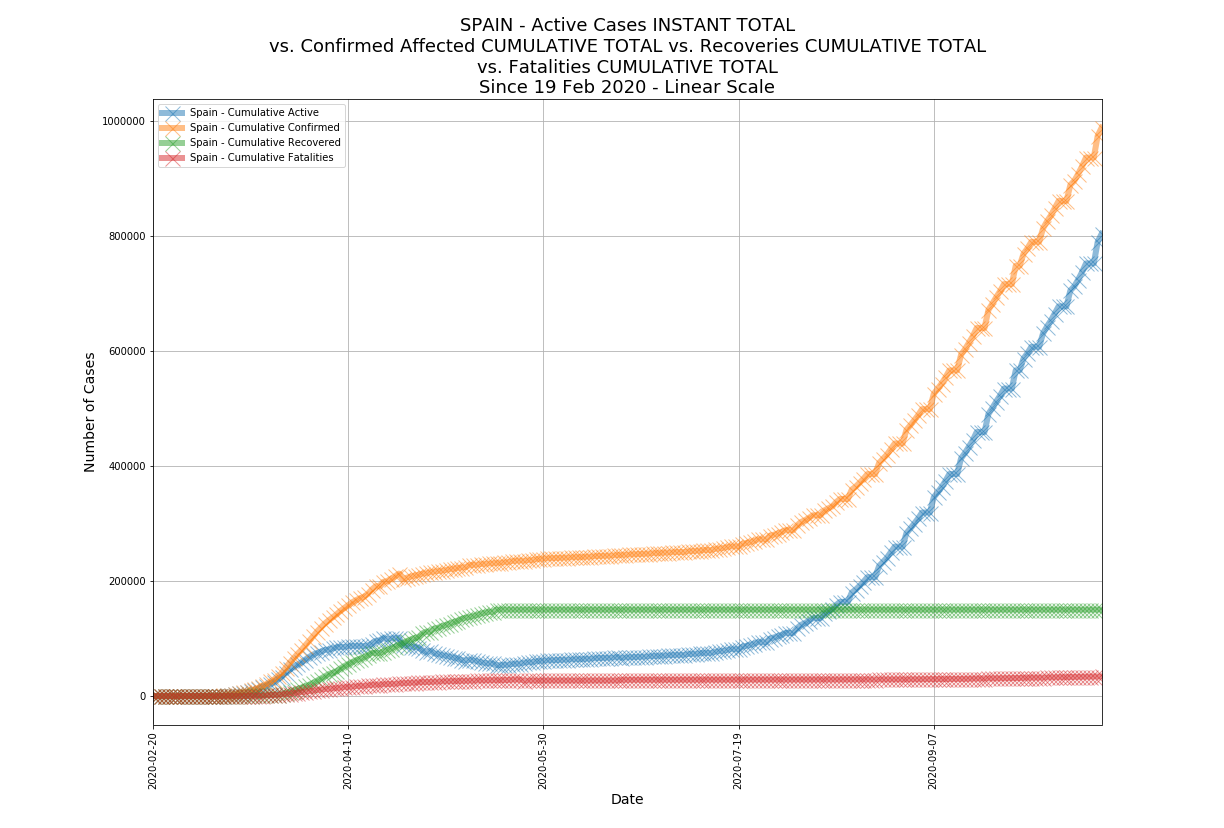 SPAIN - Active Cases INSTANT TOTAL
vs. Confirmed Affected CUMULATIVE TOTAL vs. Recoveries CUMULATIVE TOTAL
vs. Fatalities CUMULATIVE TOTAL
Since 19 Feb 2020 - Linear Scale
Spain - Cumulative Active
Spain - Cumulative Confirmed
Spain - Cumulative Recovered
Spain - Cumulative Fatalities
Number of Cases
1000000
800000
600000
400000
200000
0
2020-02-20
2020-04-10
2020-05-30
2020-07-19
2020-09-07
Date